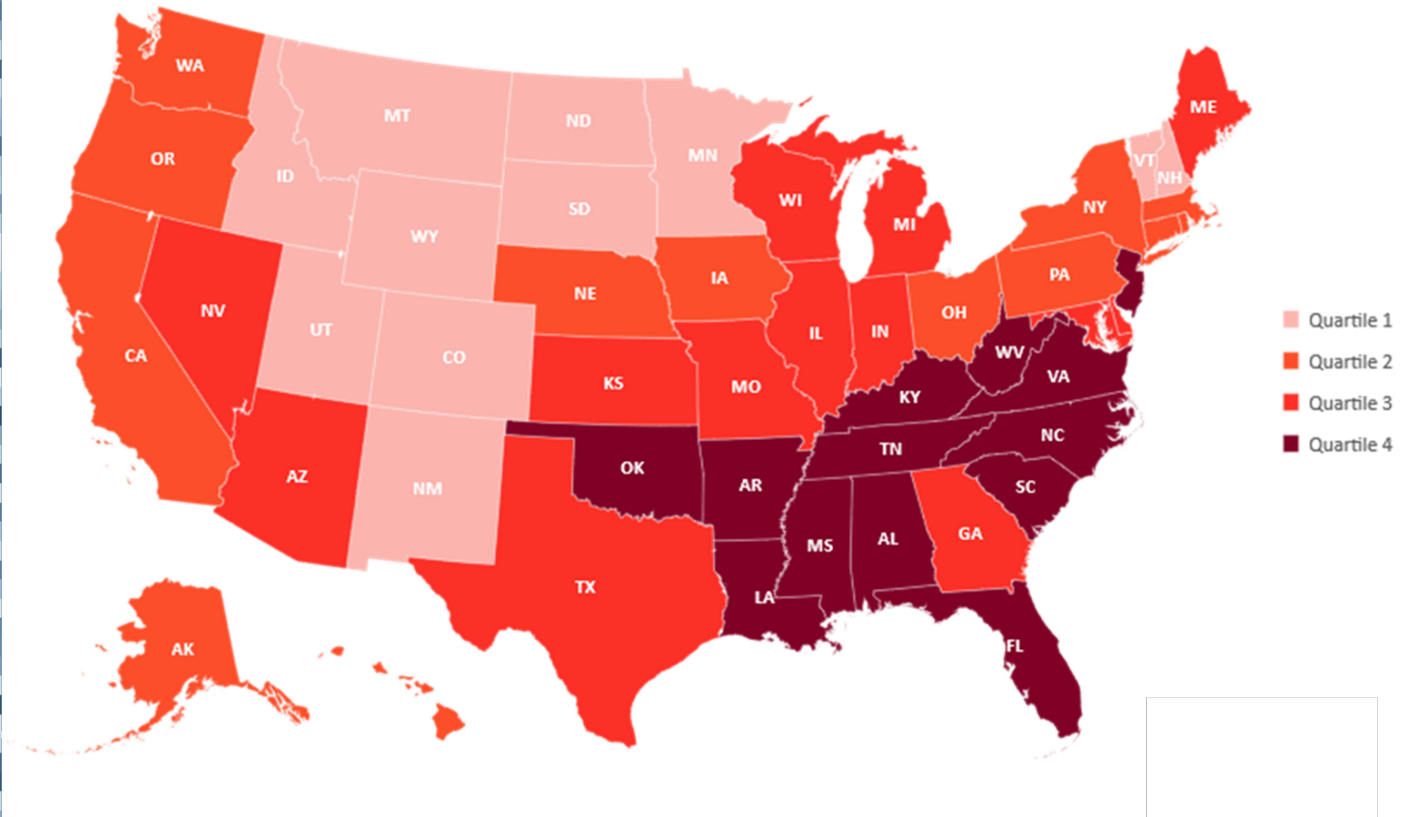 WA
ME
MT
ND
MN
OR
VT
ID
NH
WI
SD
NY
MI
WY
PA
IA
NE
NV
OH
Quartile 1
UT
IL
IN
CA
CO
WV
Quartile 2
VA
KS
MO
KY
Quartile 3
NC
TN
Quartile 4
OK
AZ
AR
SC
NM
GA
AL
MS
TX
LA
FL
AK